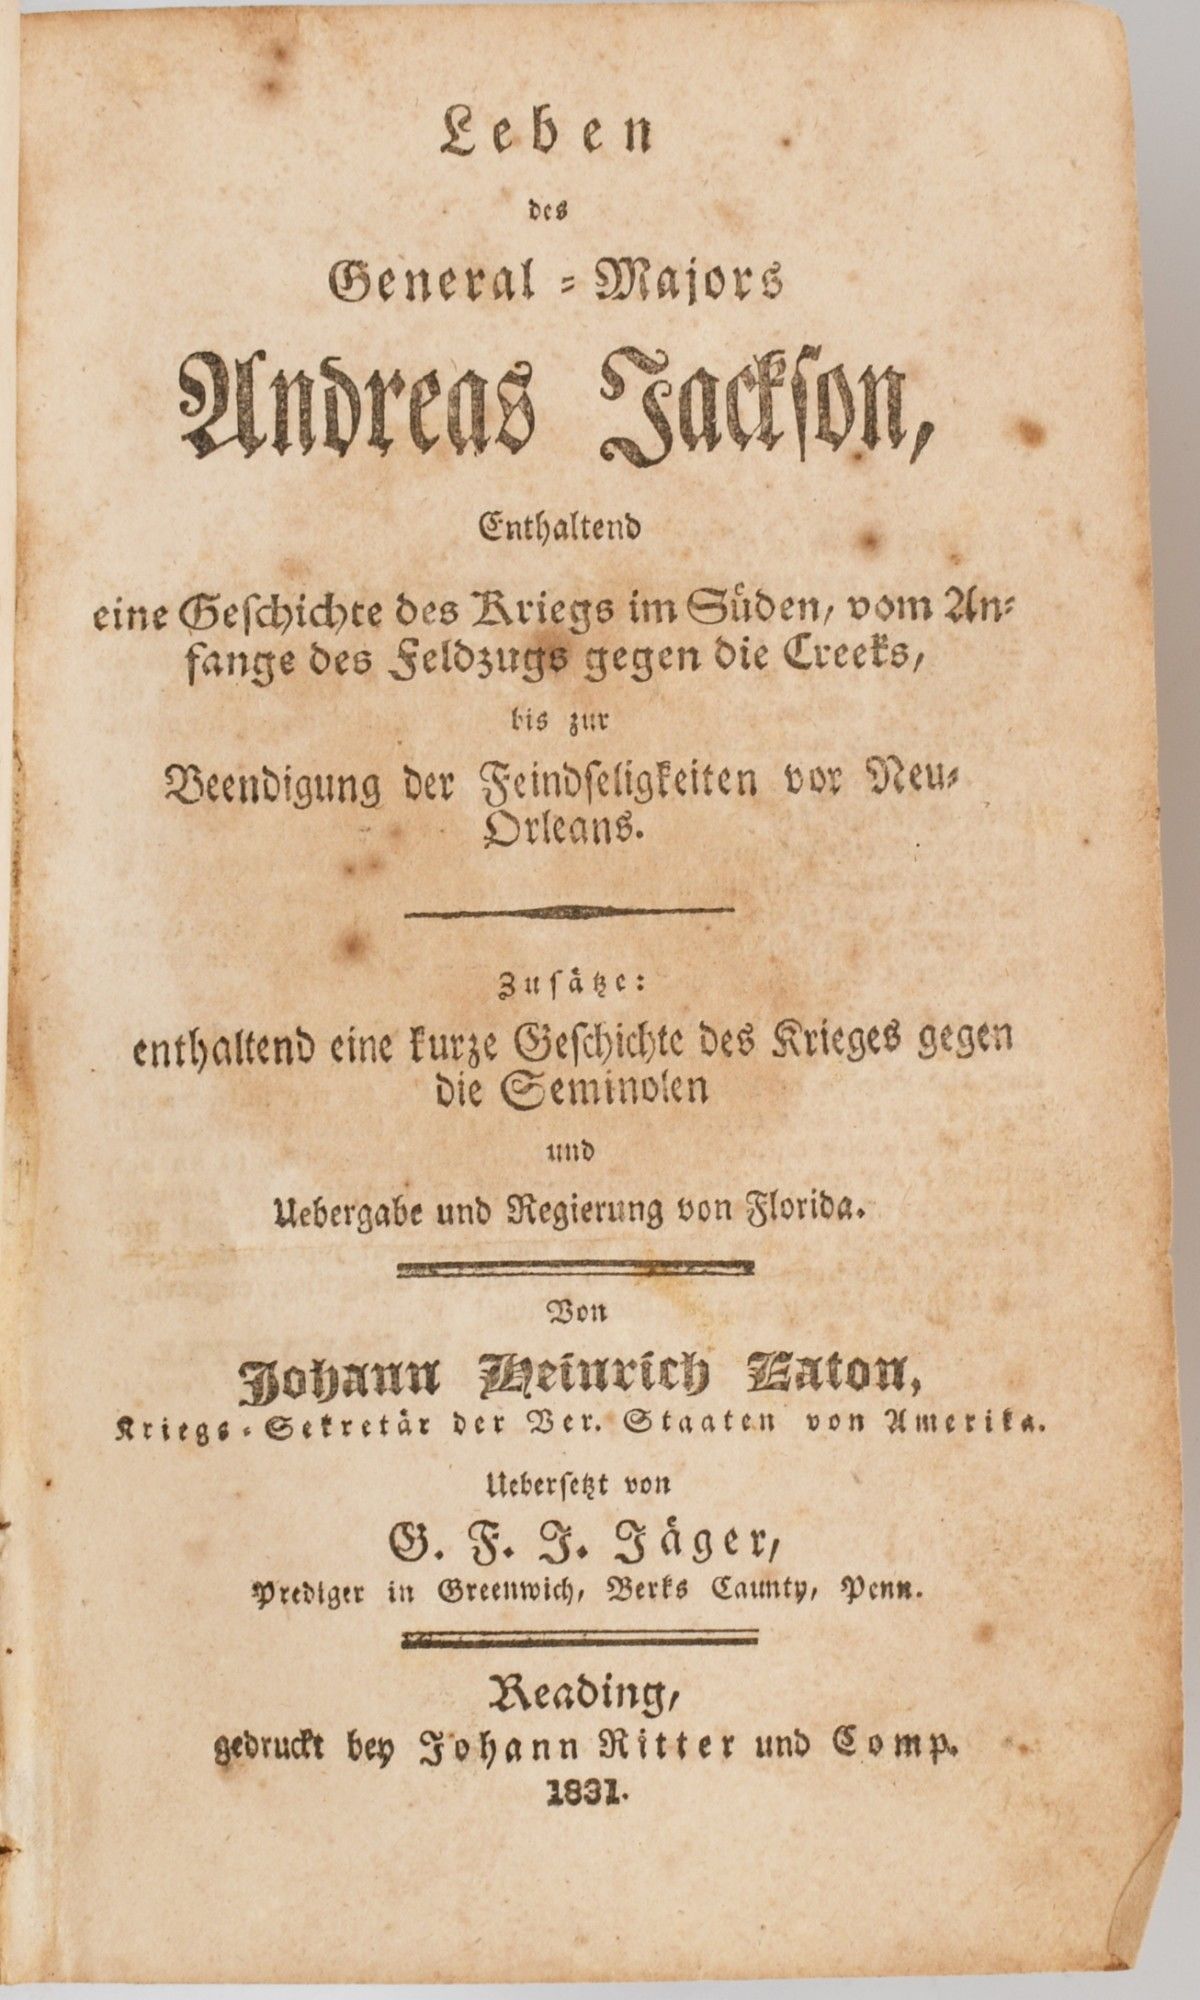 Leben
des
General-Majors
Andreas Jackson,
Enthaltend
eine Geschichte des Kriegs im Süden, vom An-
fange des Feldzugs gegen die Creeks,
bis zur
Beendigung der Feindseligkeiten vor Neu-
Orleans.
Zusätze:
enthaltend eine kurze Geschichte des Krieges gegen
die Seminolen
und
Uebergabe und Regierung von Florida.
Von
Johann Heinrich Eaton,
Kriegs-Sekretär der Ver. Staaten von Amerika.
Uebersetzt von
G. F. J. Jäger,
Prediger in Greenwich, Berks Caunty, Penn.
Reading,
gedruckt bey Johann Ritter und Comp.
1831.